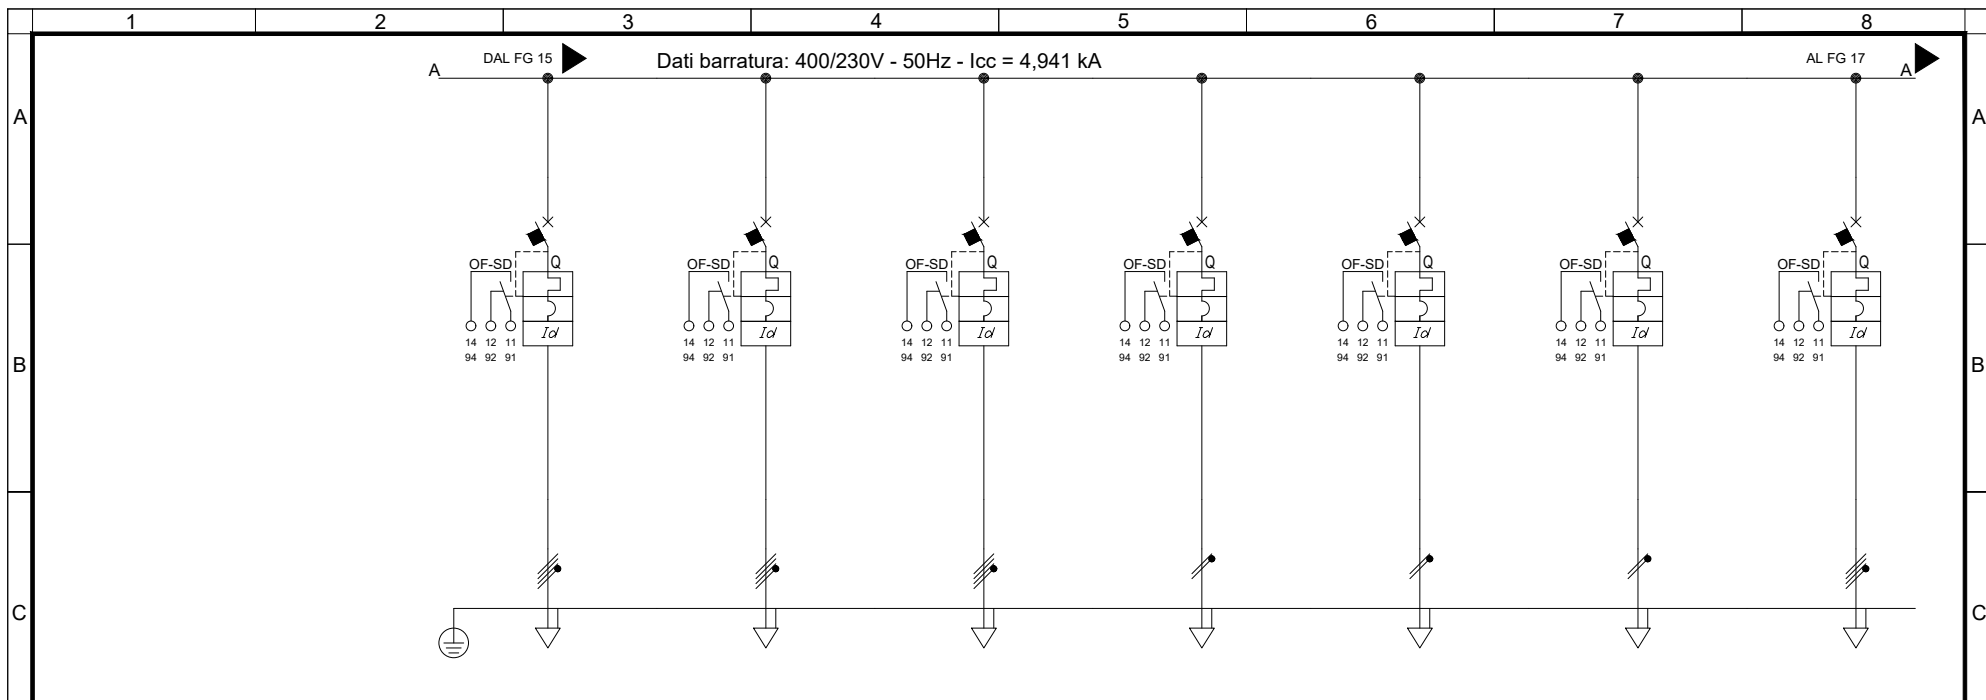 1 2 3 4 5 6 7 8
DAL FG 15 Dati barratura: 400/230V - 50Hz - Icc = 4,941 kA AL FG 17
A A
A A
OF-SD Q OF-SD Q OF-SD Q OF-SD Q OF-SD Q OF-SD Q OF-SD Q
Id Id Id Id Id Id Id
14 12 11 14 12 11 14 12 11 14 12 11 14 12 11 14 12 11 14 12 11
94 92 91 94 92 91 94 92 91 94 92 91 94 92 91 94 92 91 94 92 91
B B
C C